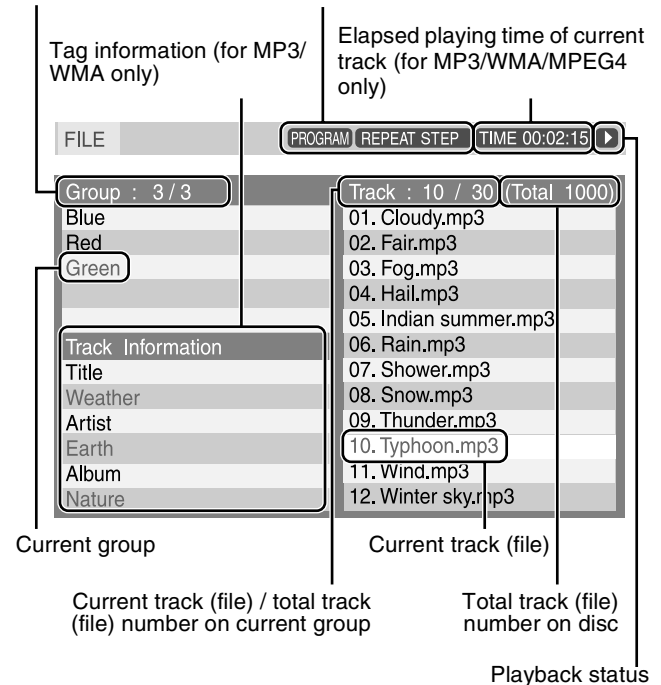 Tag information (for MP3/
WMA only)
Elapsed playing time of current
track (for MP3/WMA/MPEG4
only)
FILE
PROGRAM REPEAT STEP TIME 00:02:15
Group : 3 / 3
Blue
Red
Green
Track Information
Title
Weather
Artist
Earth
Album
Nature
Track : 10 / 30 (Total 1000)
01. Cloudy.mp3
02. Fair.mp3
03. Fog.mp3
04. Hail.mp3
05. Indian summer.mp3
06. Rain.mp3
07. Shower.mp3
08. Snow.mp3
09. Thunder.mp3
10. Typhoon.mp3
11. Wind.mp3
12. Winter sky.mp3
Current group
Current track (file)
Current track (file) / total track
(file) number on current group
Total track (file)
number on disc
Playback status